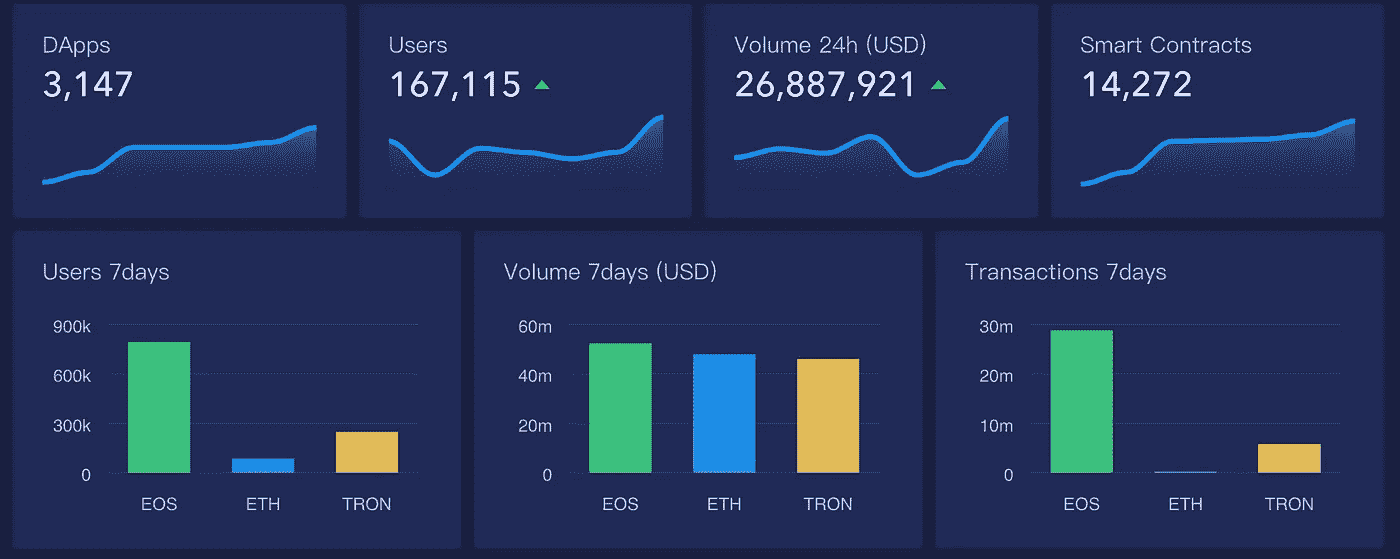 DApps
3,147
Users
167,115
Volume 24h (USD)
26,887,921
Smart Contracts
14,272
Users 7days
900k
600k
300k
0
EOS ETH TRON
Volume 7days (USD)
60m
40m
20m
0
EOS ETH TRON
Transactions 7days
30m
20m
10m
0
EOS ETH TRON